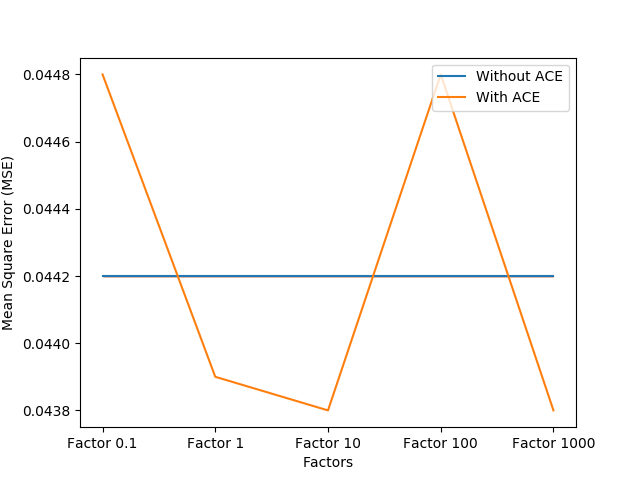 Without ACE
With ACE
0.0448
0.0446
0.0444
0.0442
0.0440
0.0438
Mean Square Error (MSE)
Factor 0.1 Factor 1 Factor 10 Factor 100 Factor 1000
Factors